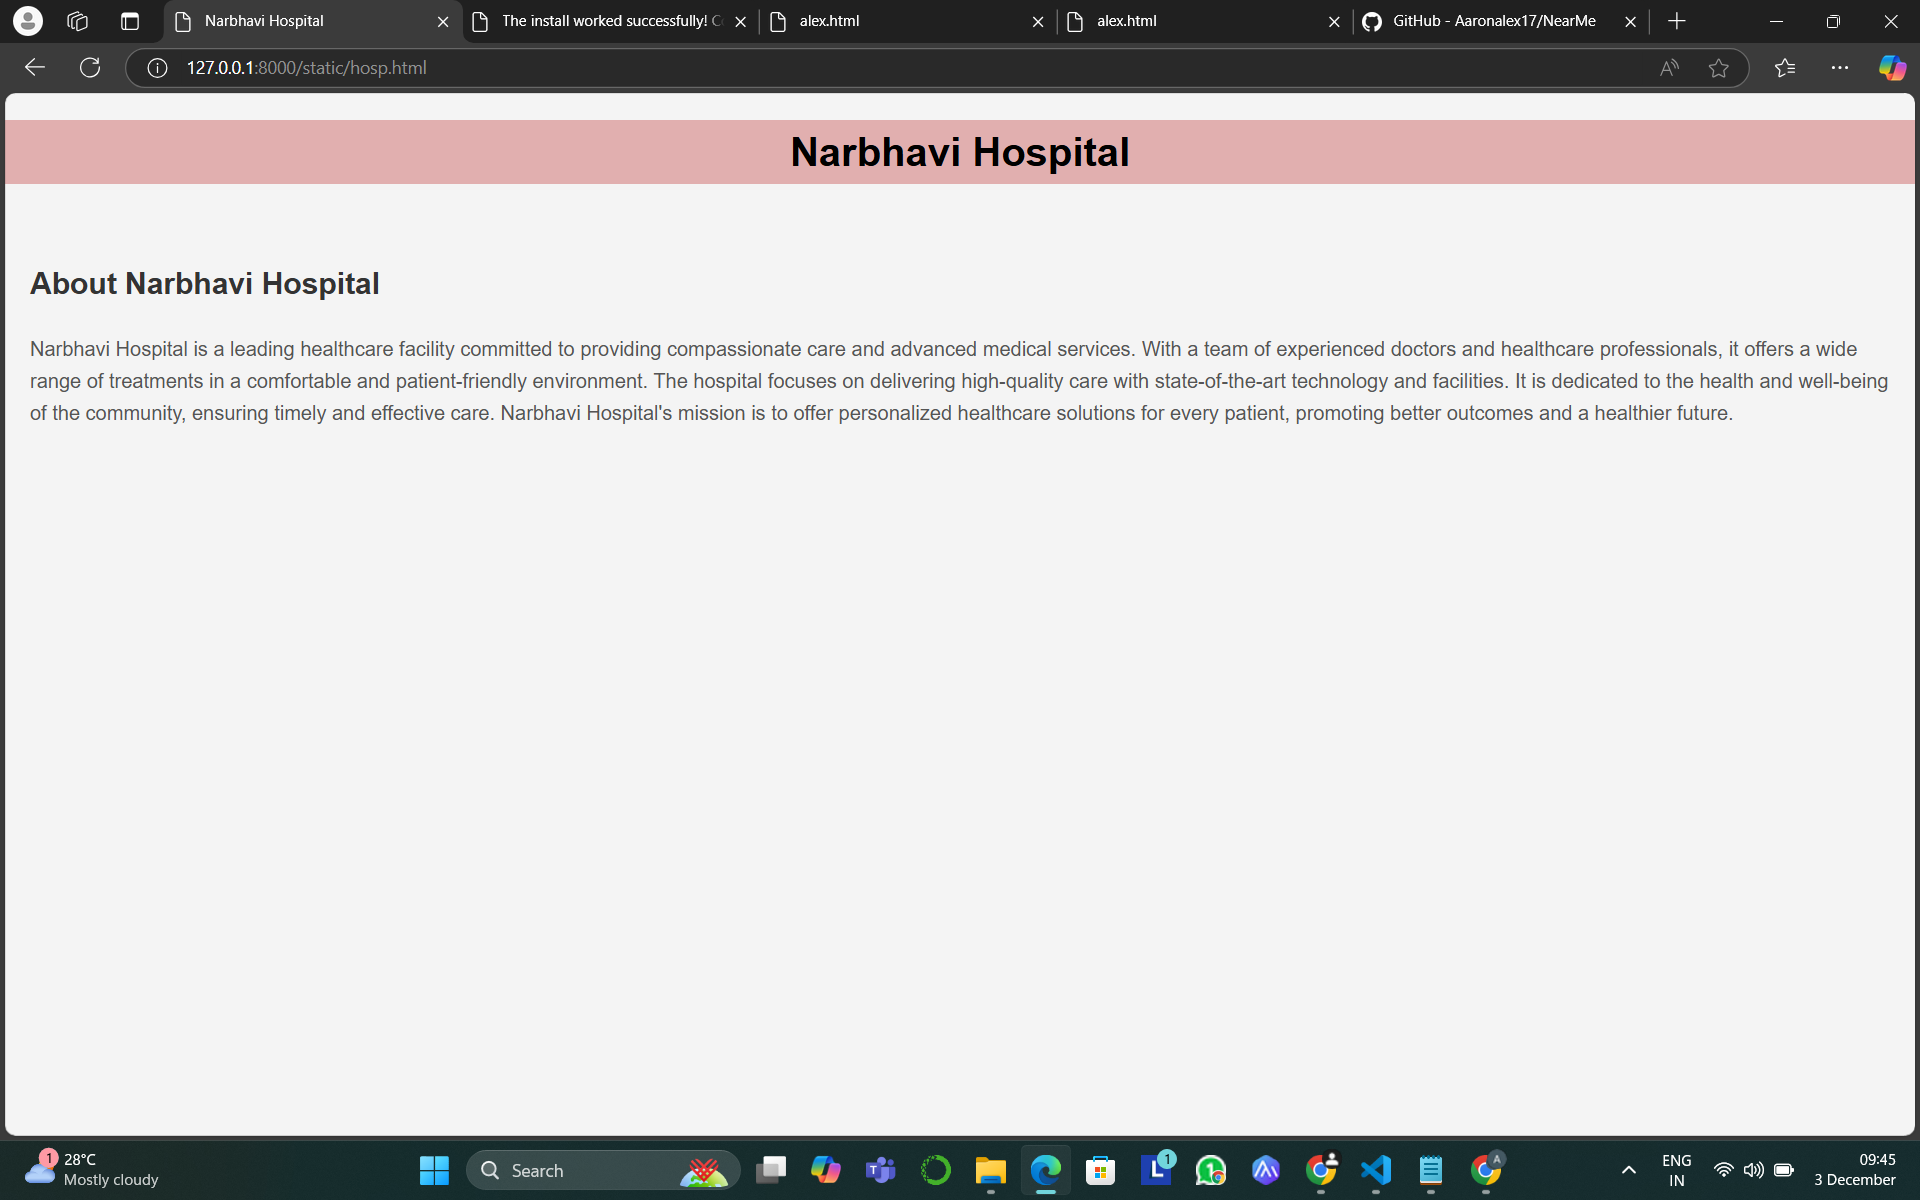 Narbhavi Hospital
The install worked successfully! C
alex.html
alex.html
GitHub - Aaronalex17/NearMe
127.0.0.1:8000/static/hosp.html
Narbhavi Hospital
About Narbhavi Hospital
Narbhavi Hospital is a leading healthcare facility committed to providing compassionate care and advanced medical services. With a team of experienced doctors and healthcare professionals, it offers a wide
range of treatments in a comfortable and patient-friendly environment. The hospital focuses on delivering high-quality care with state-of-the-art technology and facilities. It is dedicated to the health and well-being
of the community, ensuring timely and effective care. Narbhavi Hospital's mission is to offer personalized healthcare solutions for every patient, promoting better outcomes and a healthier future.
1
28°C
Mostly cloudy
Search
T
L
1
1
A
ENG
IN
09:45
3 December